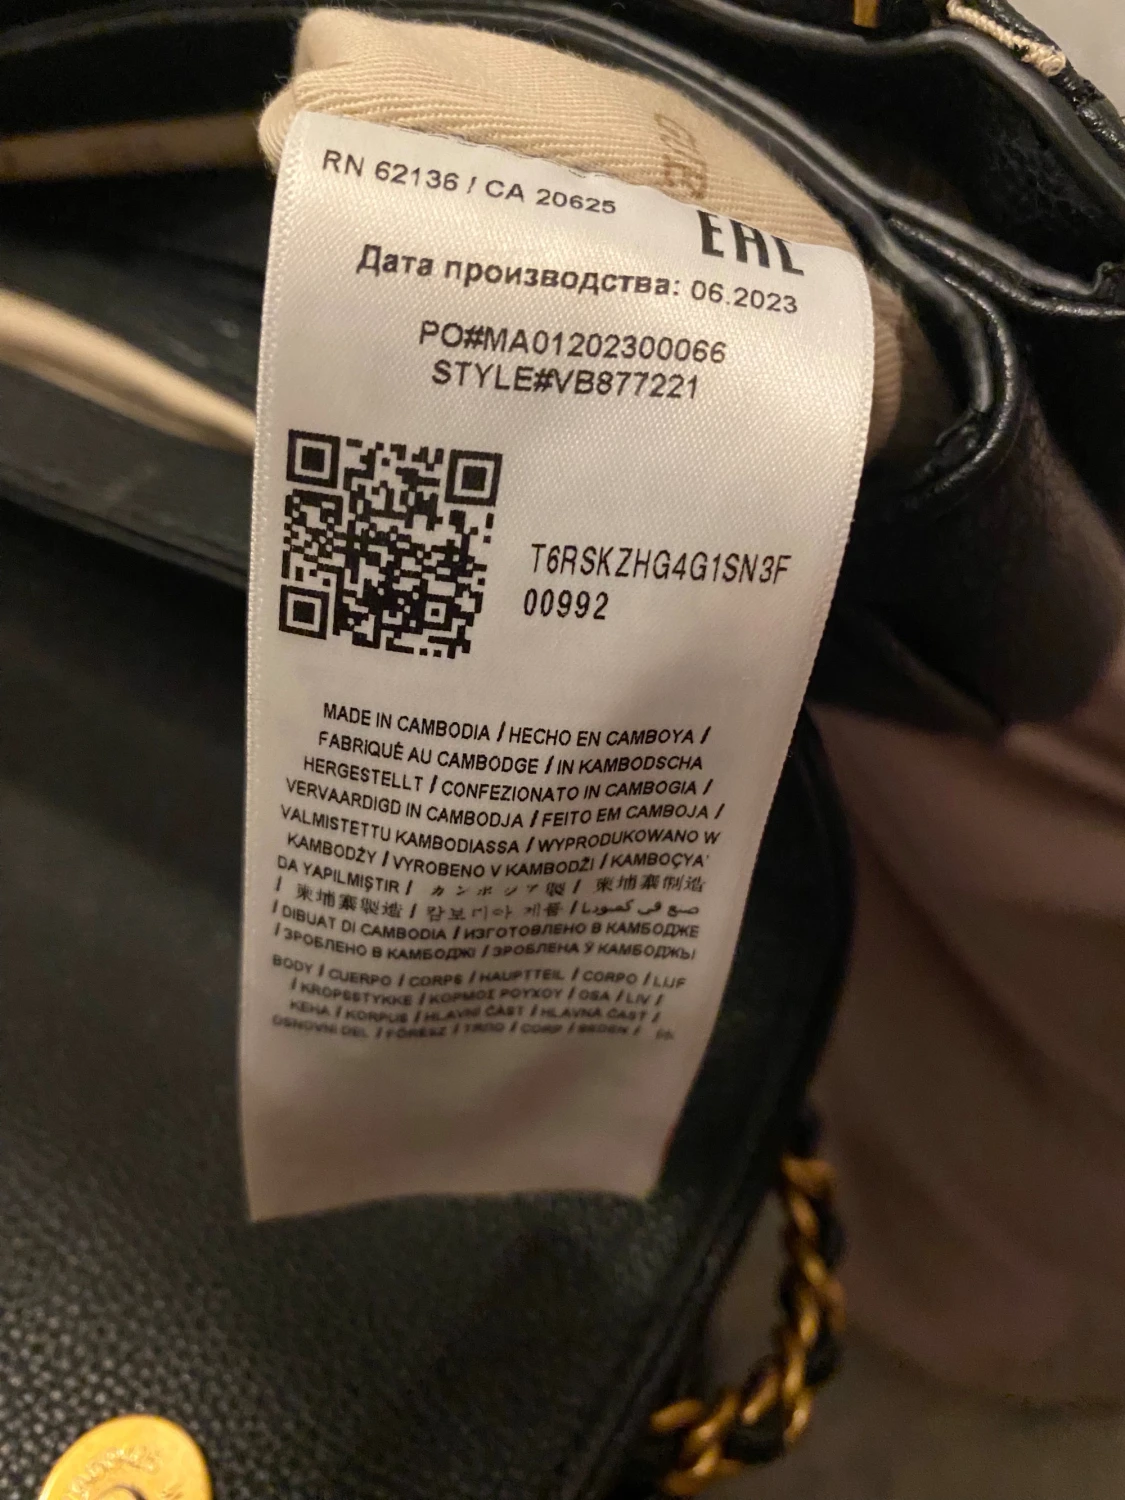 RN 62136 / CA 20625
EAC
Дата производства: 06.2023
PO#MA01202300066
STYLE#VB877221
T6RSKZHG4G1SN3F
00992
MADE IN CAMBODIA / HECHO EN CAMBOYA /
FABRIQUÉ AU CAMBODGE / IN KAMBODSCHA
HERGESTELLT / CONFEZIONATO IN CAMBOGIA /
VERVAARDIGD IN CAMBODJA / FEITO EM CAMBOJA /
VALMISTETTU KAMBODIASSA / WYPRODUKOWANO W
KAMBODŻY / VYROBENO V KAMBODŽI / KAMBOÇYA'
DA YAPILMIŞTIR / カンボジア製 / 柬埔寨制造
/ 柬埔寨製造 / 캄보디아 제품 / صنع في كمبوديا
/ DIBUAT DI CAMBODIA / ИЗГОТОВЛЕНО В КАМБОДЖЕ
/ ЗРОБЛЕНО В КАМБОДЖІ / ЗРОБЛЕНА Ў КАМБОДЖЫ
BODY / CUERPO / CORPS / HAUPTTEIL / CORPO / LIJF
/ KROPSSTYKKE / ΚΟΡΜΟΣ ΡΟΥΧΟΥ / OSA / LIV /
KEHA / KORPUS / HLAVNÍ ČÁST / HLAVNÁ ČASŤ /
OSNOVNI DEL / FŐRÉSZ / TRUP / CORP /